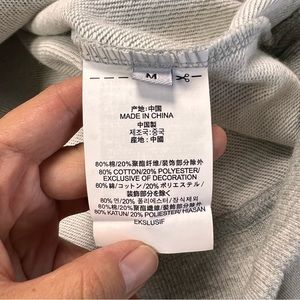 M
产地: 中国
MADE IN CHINA
中国製
제조국: 중국
產地: 中國
80%棉/20%聚酯纤维/装饰部分除外
80% COTTON/20% POLYESTER/
EXCLUSIVE OF DECORATION
80%綿/コットン/20% ポリエステル/
装飾部分を除く
80% 면/20% 폴리에스터/장식제외
80%棉/20%聚酯纖維/裝飾部分除外
80% KATUN/ 20% POLIESTER/ HIASAN
EKSLUSIF